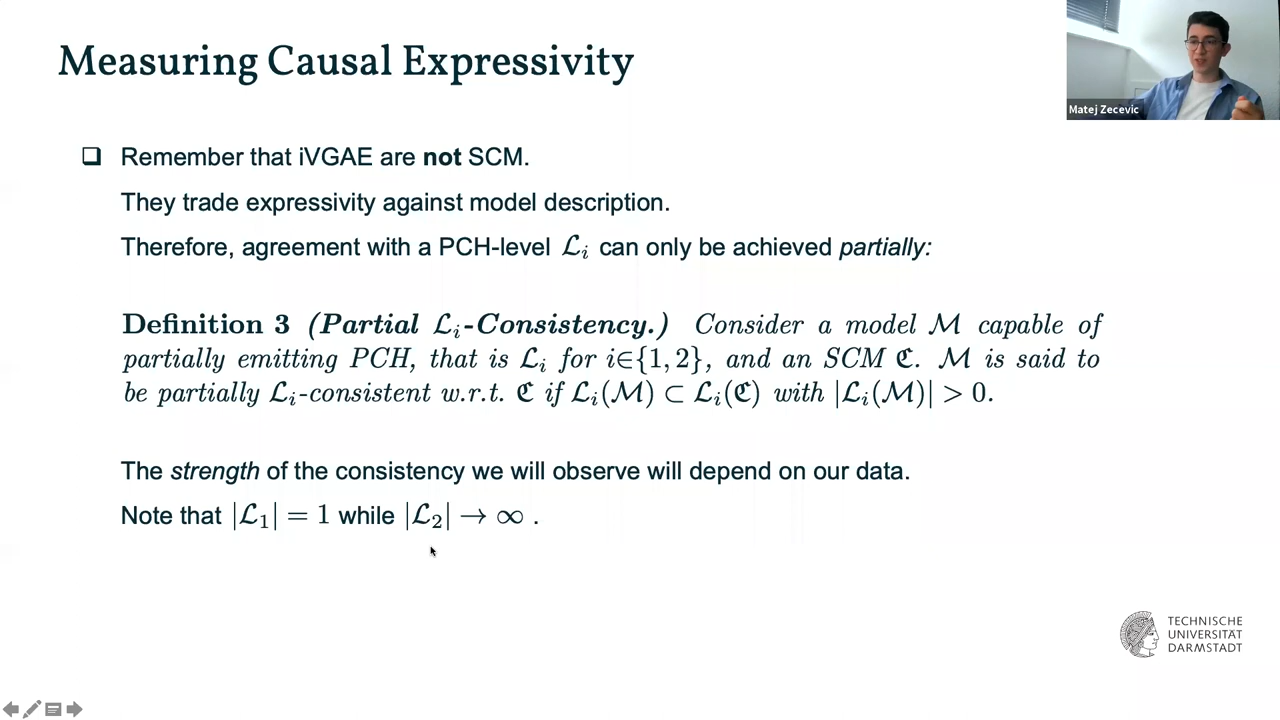 Measuring Causal Expressivity
Matej Zecevic
❑ Remember that iVGAE are not SCM.
They trade expressivity against model description.
Therefore, agreement with a PCH-level ℒᵢ can only be achieved partially:
Definition 3 (Partial ℒᵢ-Consistency.) Consider a model ℳ capable of
partially emitting PCH, that is ℒᵢ for i∈{1, 2}, and an SCM ℭ. ℳ is said to
be partially ℒᵢ-consistent w.r.t. ℭ if ℒᵢ(ℳ) ⊂ ℒᵢ(ℭ) with |ℒᵢ(ℳ)| > 0.
The strength of the consistency we will observe will depend on our data.
Note that |ℒ₁| = 1 while |ℒ₂| → ∞ .
TECHNISCHE
UNIVERSITÄT
DARMSTADT